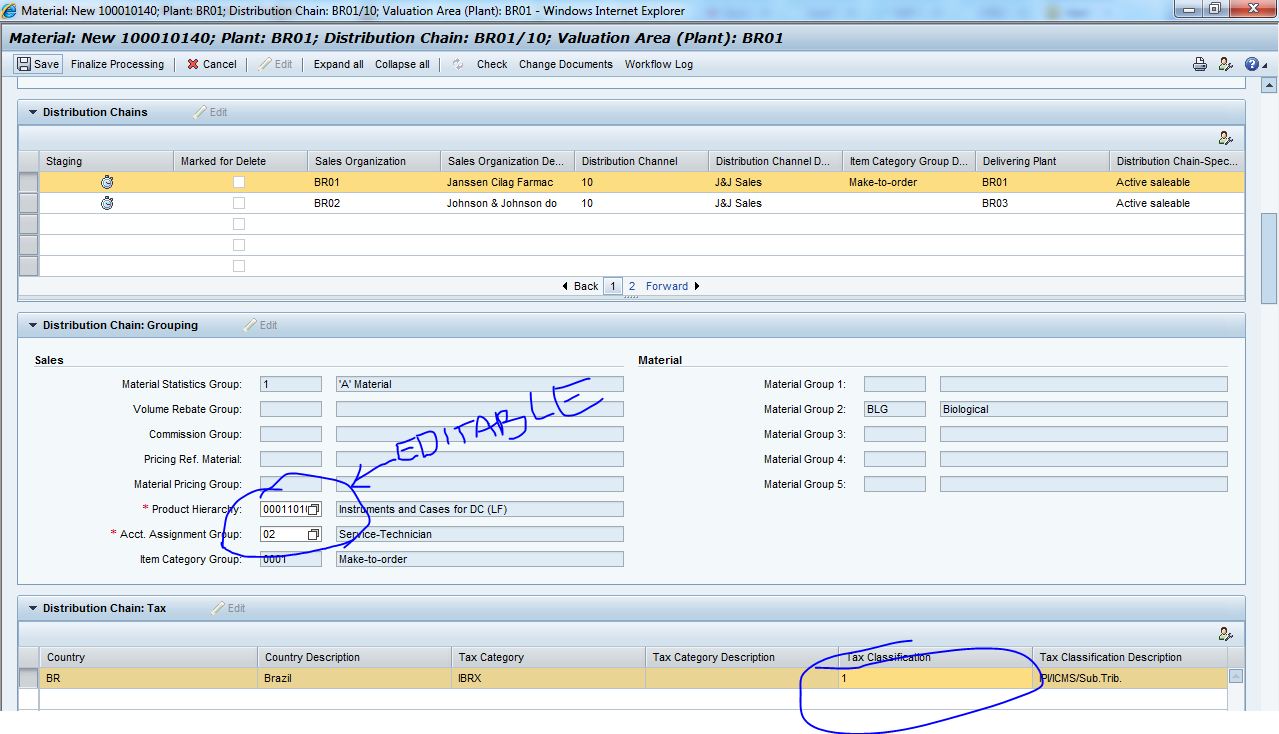 Material: New 100010140; Plant: BR01; Distribution Chain: BR01/10; Valuation Area (Plant): BR01 - Windows Internet Explorer
Material: New 100010140; Plant: BR01; Distribution Chain: BR01/10; Valuation Area (Plant): BR01
Save Finalize Processing Cancel Edit Expand all Collapse all Check Change Documents Workflow Log
Distribution Chains Edit
Staging Marked for Delete Sales Organization Sales Organization De... Distribution Channel Distribution Channel D... Item Category Group D... Delivering Plant Distribution Chain-Spec...
BR01 Janssen Cilag Farmac 10 J&J Sales Make-to-order BR01 Active saleable
BR02 Johnson & Johnson do 10 J&J Sales BR03 Active saleable
Back 1 2 Forward
Distribution Chain: Grouping Edit
Sales Material
Material Statistics Group: 1 'A' Material Material Group 1:
Volume Rebate Group: Material Group 2: BLG Biological
Commission Group: Material Group 3:
Pricing Ref. Material: Material Group 4:
Material Pricing Group: Material Group 5:
EDITABLE
* Product Hierarchy: 0001101 Instruments and Cases for DC (LF)
* Acct. Assignment Group: 02 Service-Technician
Item Category Group: 0001 Make-to-order
Distribution Chain: Tax Edit
Country Country Description Tax Category Tax Category Description Tax Classification Tax Classification Description
BR Brazil IBRX 1 IPI/ICMS/Sub.Trib.